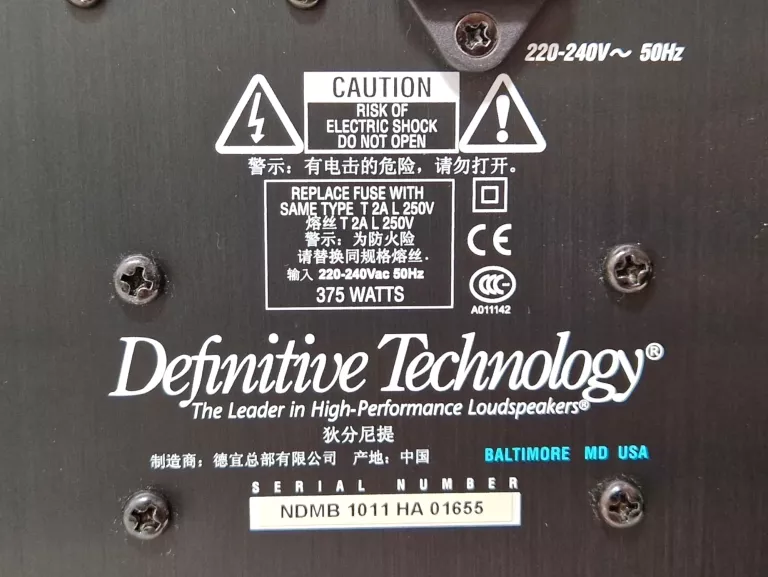 220-240V～ 50Hz
CAUTION
RISK OF
ELECTRIC SHOCK
DO NOT OPEN
警示：有电击的危险，请勿打开。
REPLACE FUSE WITH
SAME TYPE T 2A L 250V
熔丝 T 2A L 250V
警示：为防火险
请替换同规格熔丝.
输入 220-240Vac 50Hz
375 WATTS
CE
CCC
A011142
Definitive Technology®
The Leader in High-Performance Loudspeakers®
狄分尼提
制造商：德宜总部有限公司 产地：中国
BALTIMORE MD USA
SERIAL NUMBER
NDMB 1011 HA 01655